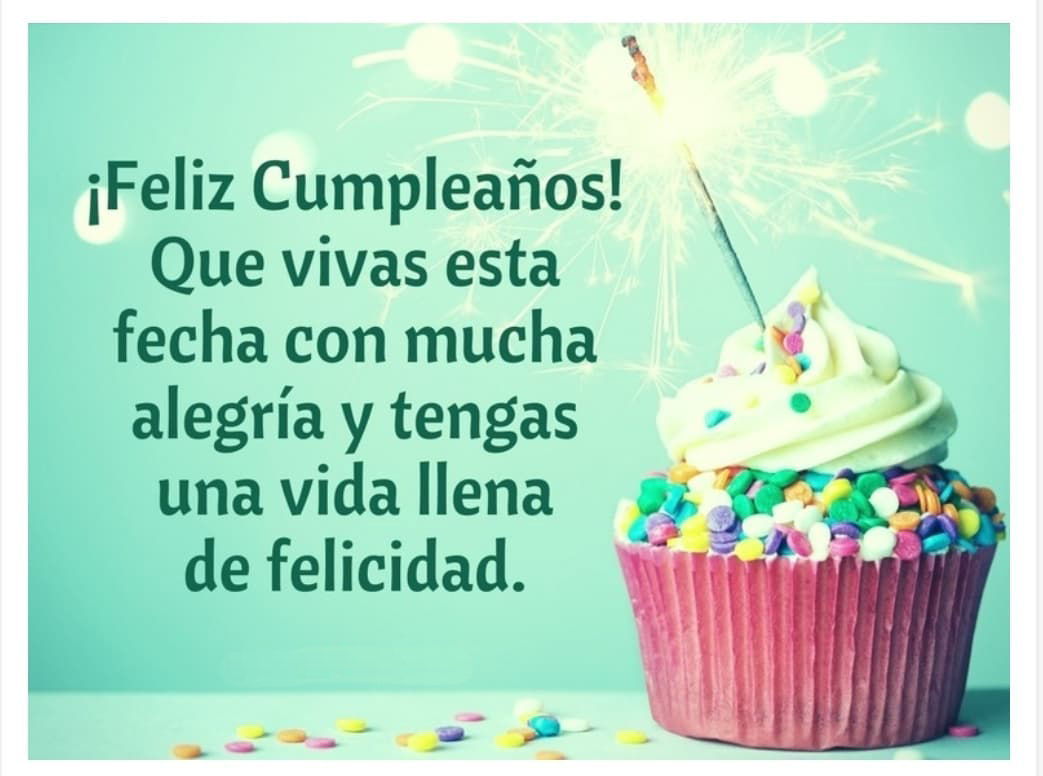 ¡Feliz Cumpleaños!
Que vivas esta
fecha con mucha
alegría y tengas
una vida llena
de felicidad.